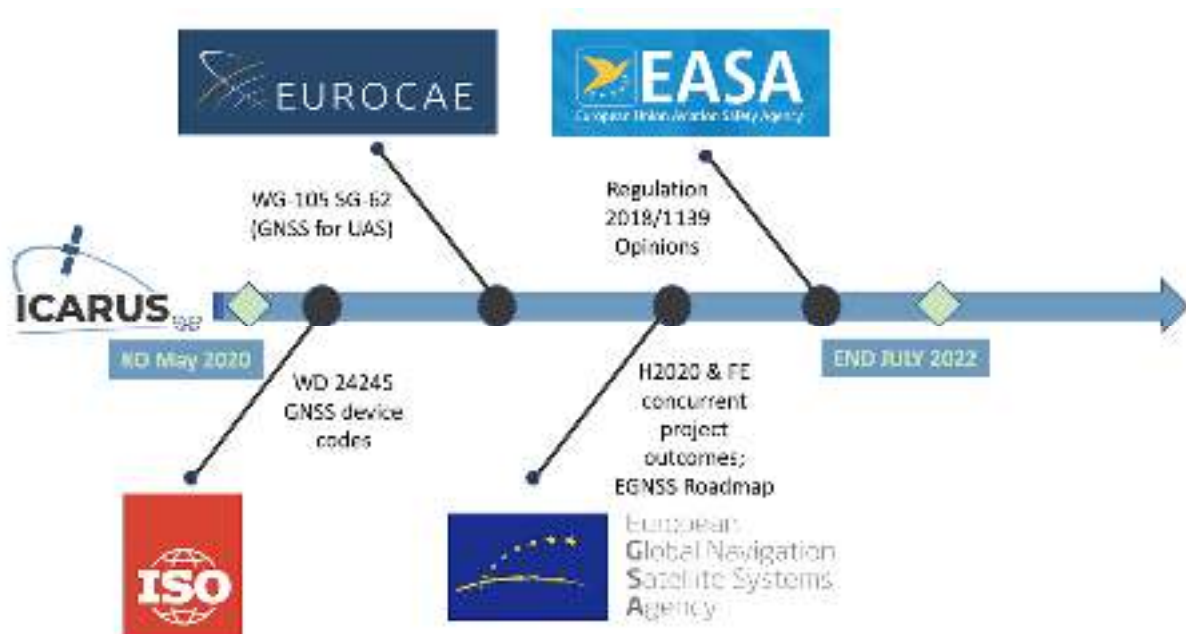 EUROCAE
EASA
European Union Aviation Safety Agency
WG-105 SG-62
(GNSS for UAS)
Regulation
2018/1139
Opinions
ICARUS
KO May 2020
END JULY 2022
WD 24245
GNSS device
codes
H2020 & FE
concurrent
project
outcomes;
EGNSS Roadmap
ISO
European
Global Navigation
Satellite Systems
Agency